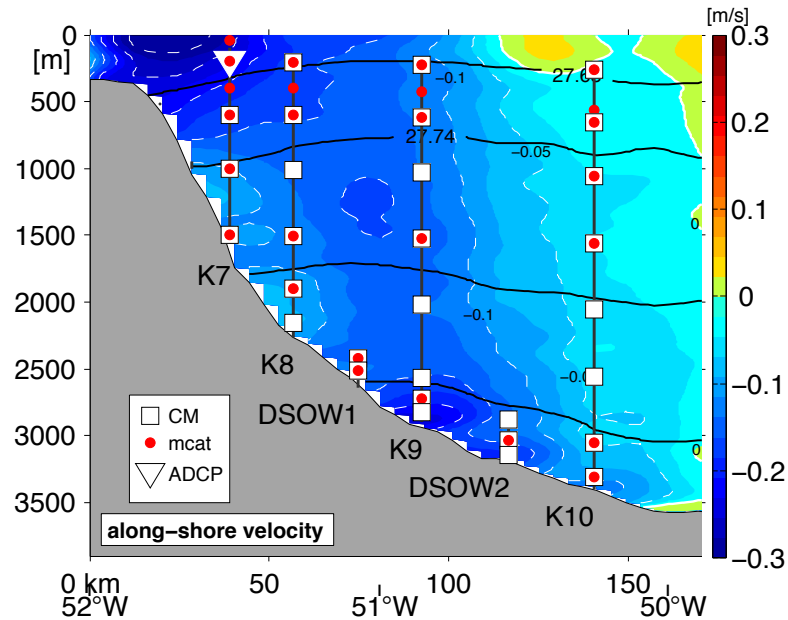 [m/s]
0
[m]
500
1000
1500
2000
2500
3000
3500
−0.1
27.74
−0.05
−0.1
0
0
K7
K8
DSOW1
K9
DSOW2
K10
CM
mcat
ADCP
along−shore velocity
0 km
50
100
150
52°W
51°W
50°W
0.3
0.2
0.1
0
−0.1
−0.2
−0.3